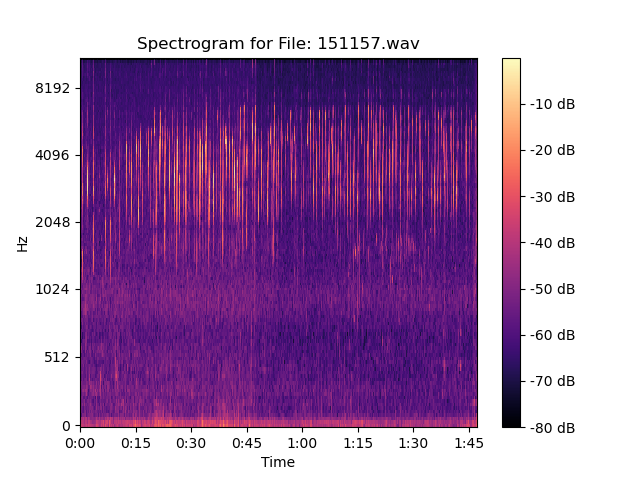 Spectrogram for File: 151157.wav
Hz
8192
4096
2048
1024
512
0
0:00 0:15 0:30 0:45 1:00 1:15 1:30 1:45
Time
-10 dB
-20 dB
-30 dB
-40 dB
-50 dB
-60 dB
-70 dB
-80 dB